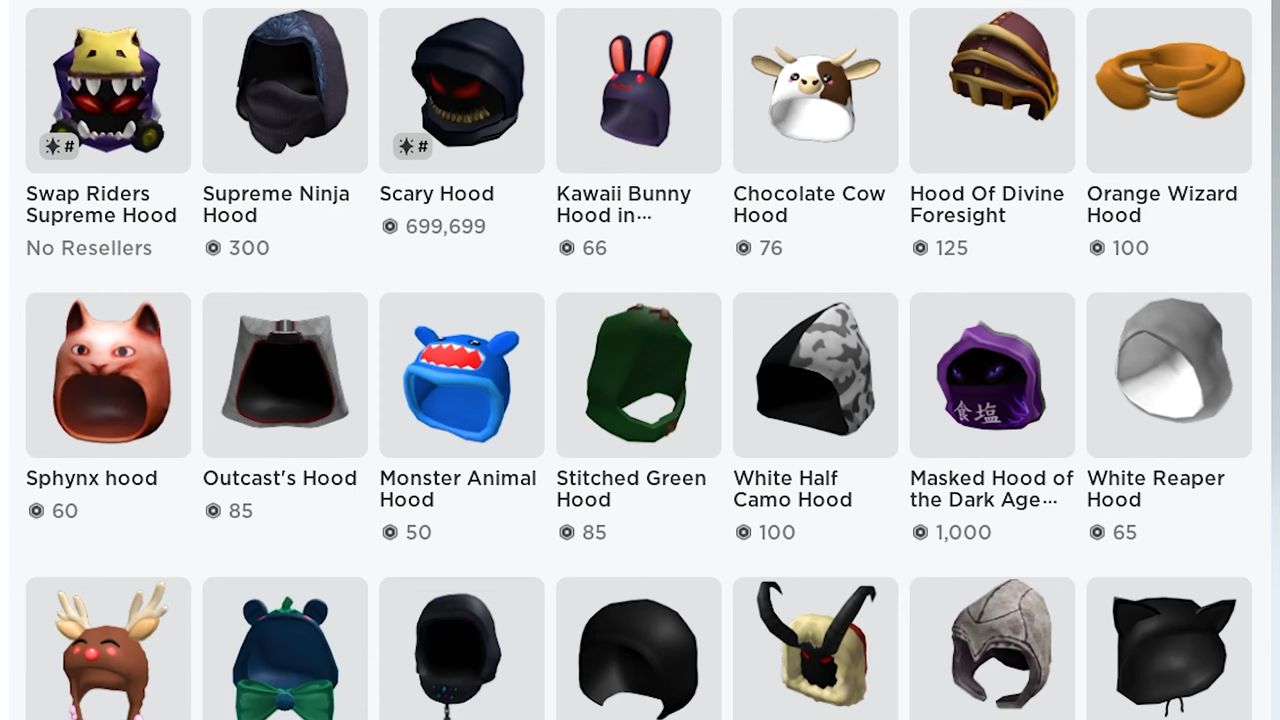 #
#
Swap Riders
Supreme Hood
No Resellers
Supreme Ninja
Hood
300
Scary Hood
699,699
Kawaii Bunny
Hood in...
66
Chocolate Cow
Hood
76
Hood Of Divine
Foresight
125
Orange Wizard
Hood
100
食塩
Sphynx hood
60
Outcast's Hood
85
Monster Animal
Hood
50
Stitched Green
Hood
85
White Half
Camo Hood
100
Masked Hood of
the Dark Age...
1,000
White Reaper
Hood
65